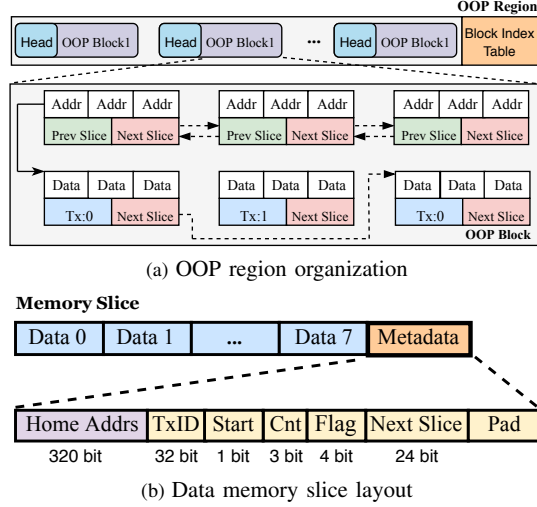 OOP Region
Head OOP Block1 Head OOP Block1 ... Head OOP Block1 Block Index Table
Addr Addr Addr Addr Addr Addr Addr Addr Addr
Prev Slice Next Slice Prev Slice Next Slice Prev Slice Next Slice
Data Data Data Data Data Data Data Data Data
Tx:0 Next Slice Tx:1 Next Slice Tx:0 Next Slice
OOP Block
(a) OOP region organization
Memory Slice
Data 0 Data 1 ... Data 7 Metadata
Home Addrs TxID Start Cnt Flag Next Slice Pad
320 bit 32 bit 1 bit 3 bit 4 bit 24 bit
(b) Data memory slice layout